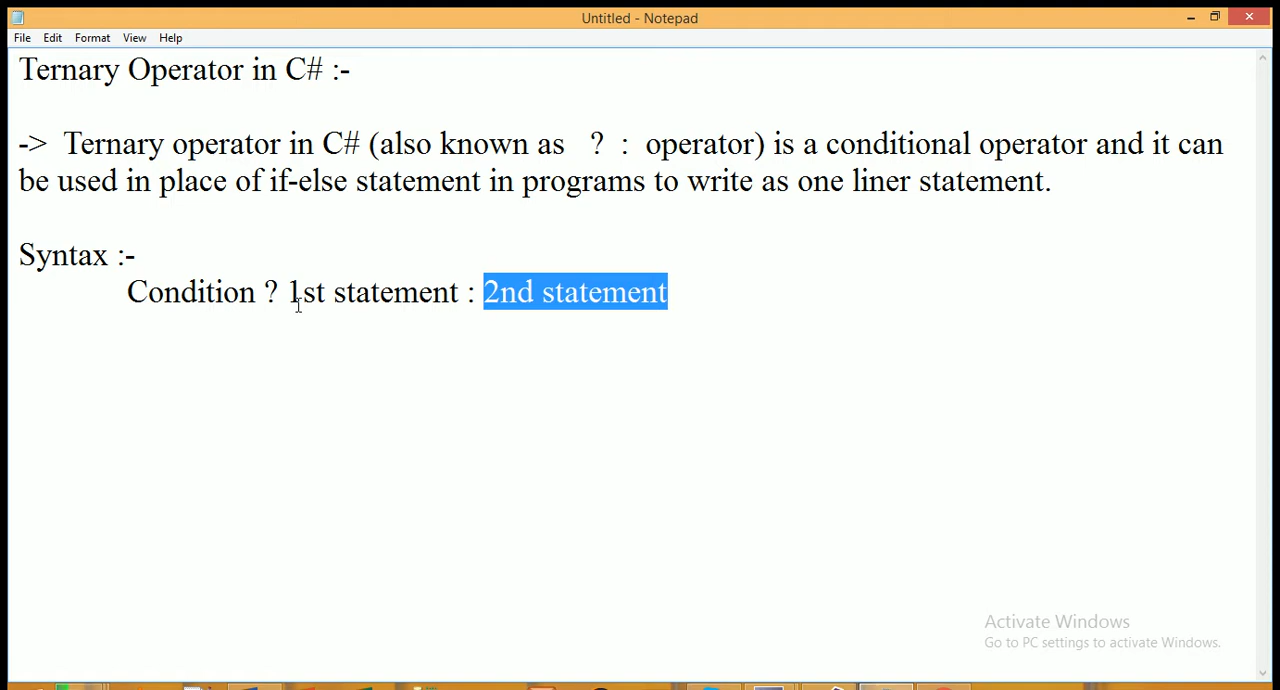 Untitled - Notepad
File Edit Format View Help
Ternary Operator in C# :-
-> Ternary operator in C# (also known as ? : operator) is a conditional operator and it can
be used in place of if-else statement in programs to write as one liner statement.
Syntax :-
Condition ? 1st statement : 2nd statement
Activate Windows
Go to PC settings to activate Windows.